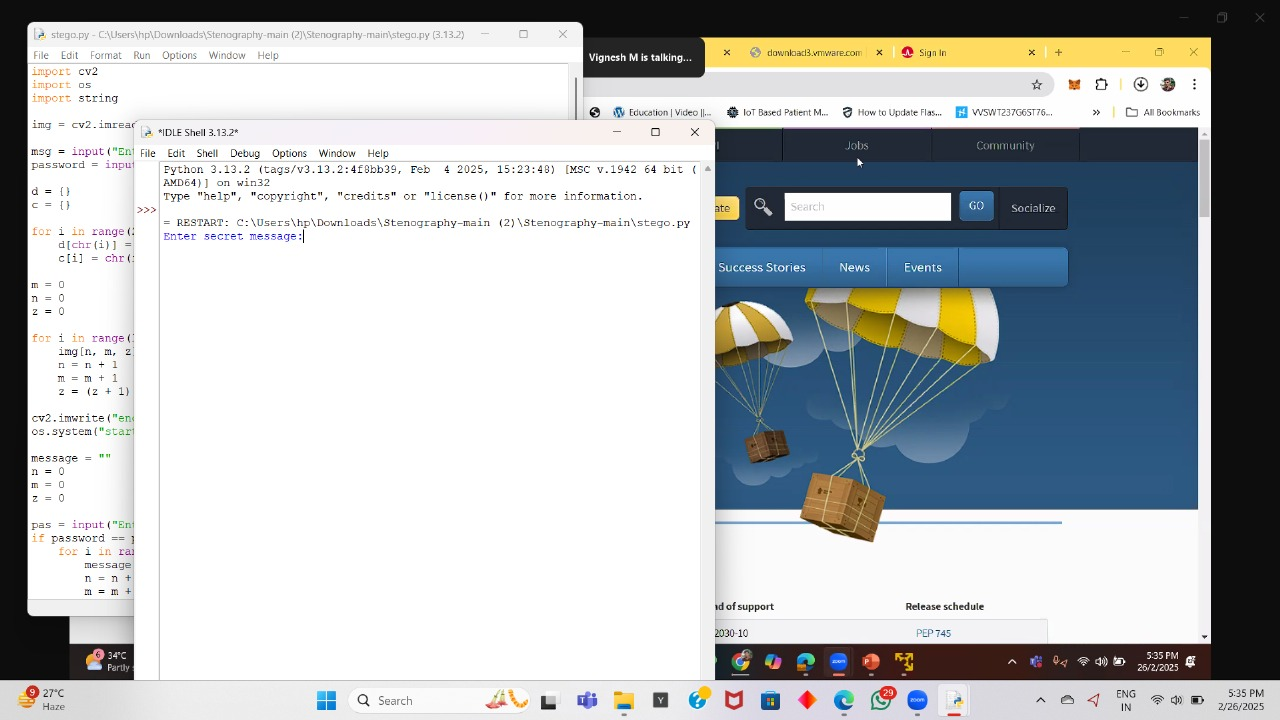 stego.py - C:\Users\hp\Downloads\Stenography-main (2)\Stenography-main\stego.py (3.13.2)
File Edit Format Run Options Window Help
import cv2
import os
import string
img = cv2.imread
msg = input("En
password = input
d = {}
c = {}
for i in range(
d[chr(i)] =
c[i] = chr(
m = 0
n = 0
z = 0
for i in range(
img[n, m, z
n = n + 1
m = m + 1
z = (z + 1)
cv2.imwrite("en
os.system("start
message = ""
n = 0
m = 0
z = 0
pas = input("En
if password ==
for i in ra
message
n = n +
m = m +
*IDLE Shell 3.13.2*
File Edit Shell Debug Options Window Help
Python 3.13.2 (tags/v3.13.2:4f8bb39, Feb 4 2025, 15:23:48) [MSC v.1942 64 bit (
AMD64)] on win32
Type "help", "copyright", "credits" or "license()" for more information.
>>>
= RESTART: C:\Users\hp\Downloads\Stenography-main (2)\Stenography-main\stego.py
Enter secret message:
Vignesh M is talking...
download3.vmware.com
Sign In
Education | Video ||... IoT Based Patient M... How to Update Flas... VVSWT237G6ST76... » All Bookmarks
Jobs Community
ate Search GO Socialize
Success Stories News Events
of support Release schedule
2030-10 PEP 745
6 34°C
Partly
5:35 PM
26/2/2025
9 27°C
Haze
Search
29
ENG
IN
5:35 PM
2/26/2025